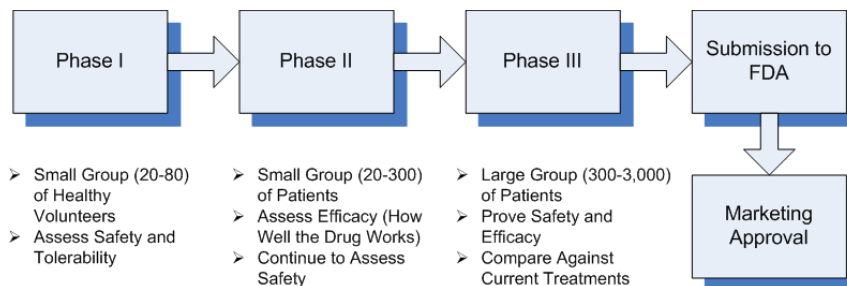 Phase I
Phase II
Phase III
Submission to
FDA
➢ Small Group (20-80)
of Healthy
Volunteers
➢ Assess Safety and
Tolerability
➢ Small Group (20-300)
of Patients
➢ Assess Efficacy (How
Well the Drug Works)
➢ Continue to Assess
Safety
➢ Large Group (300-3,000)
of Patients
➢ Prove Safety and
Efficacy
➢ Compare Against
Current Treatments
Marketing
Approval